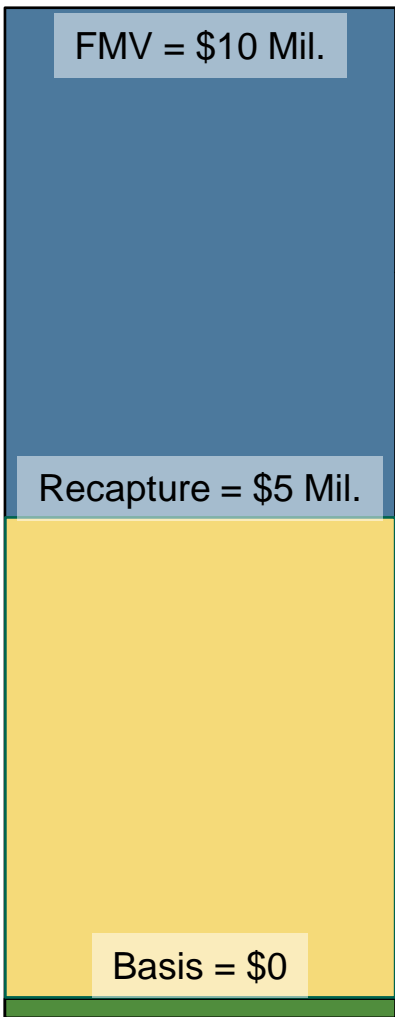 FMV = $10 Mil.
Recapture = $5 Mil.
Basis = $0